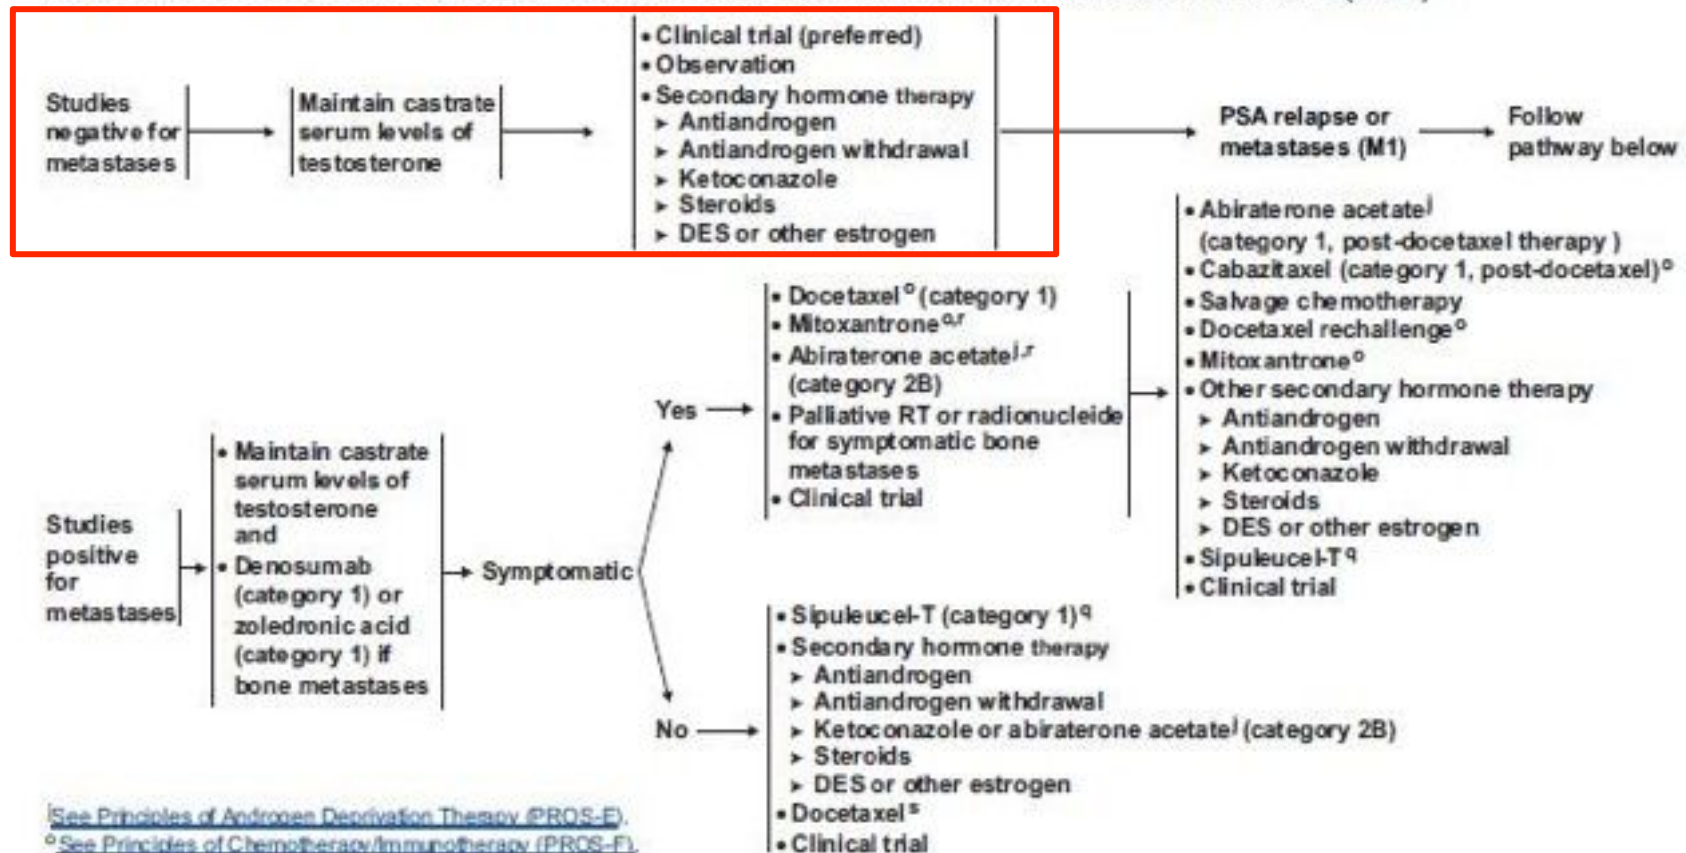 Studies
negative for
metastases
Maintain castrate
serum levels of
testosterone
• Clinical trial (preferred)
• Observation
• Secondary hormone therapy
➤ Antiandrogen
➤ Antiandrogen withdrawal
➤ Ketoconazole
➤ Steroids
➤ DES or other estrogen
PSA relapse or
metastases (M1)
Follow
pathway below
Studies
positive
for
metastases
• Maintain castrate
serum levels of
testosterone
and
• Denosumab
(category 1) or
zoledronic acid
(category 1) if
bone metastases
Symptomatic
Yes
• Docetaxel o (category 1)
• Mitoxantrone o,r
• Abiraterone acetate j,r
(category 2B)
• Palliative RT or radionucleide
for symptomatic bone
metastases
• Clinical trial
• Abiraterone acetate j
(category 1, post-docetaxel therapy )
• Cabazitaxel (category 1, post-docetaxel) o
• Salvage chemotherapy
• Docetaxel rechallenge o
• Mitoxantrone o
• Other secondary hormone therapy
➤ Antiandrogen
➤ Antiandrogen withdrawal
➤ Ketoconazole
➤ Steroids
➤ DES or other estrogen
• Sipuleucel-T q
• Clinical trial
No
• Sipuleucel-T (category 1) q
• Secondary hormone therapy
➤ Antiandrogen
➤ Antiandrogen withdrawal
➤ Ketoconazole or abiraterone acetate j (category 2B)
➤ Steroids
➤ DES or other estrogen
• Docetaxel s
• Clinical trial
j See Principles of Androgen Deprivation Therapy (PROS-E).
o See Principles of Chemotherapy/Immunotherapy (PROS-F).